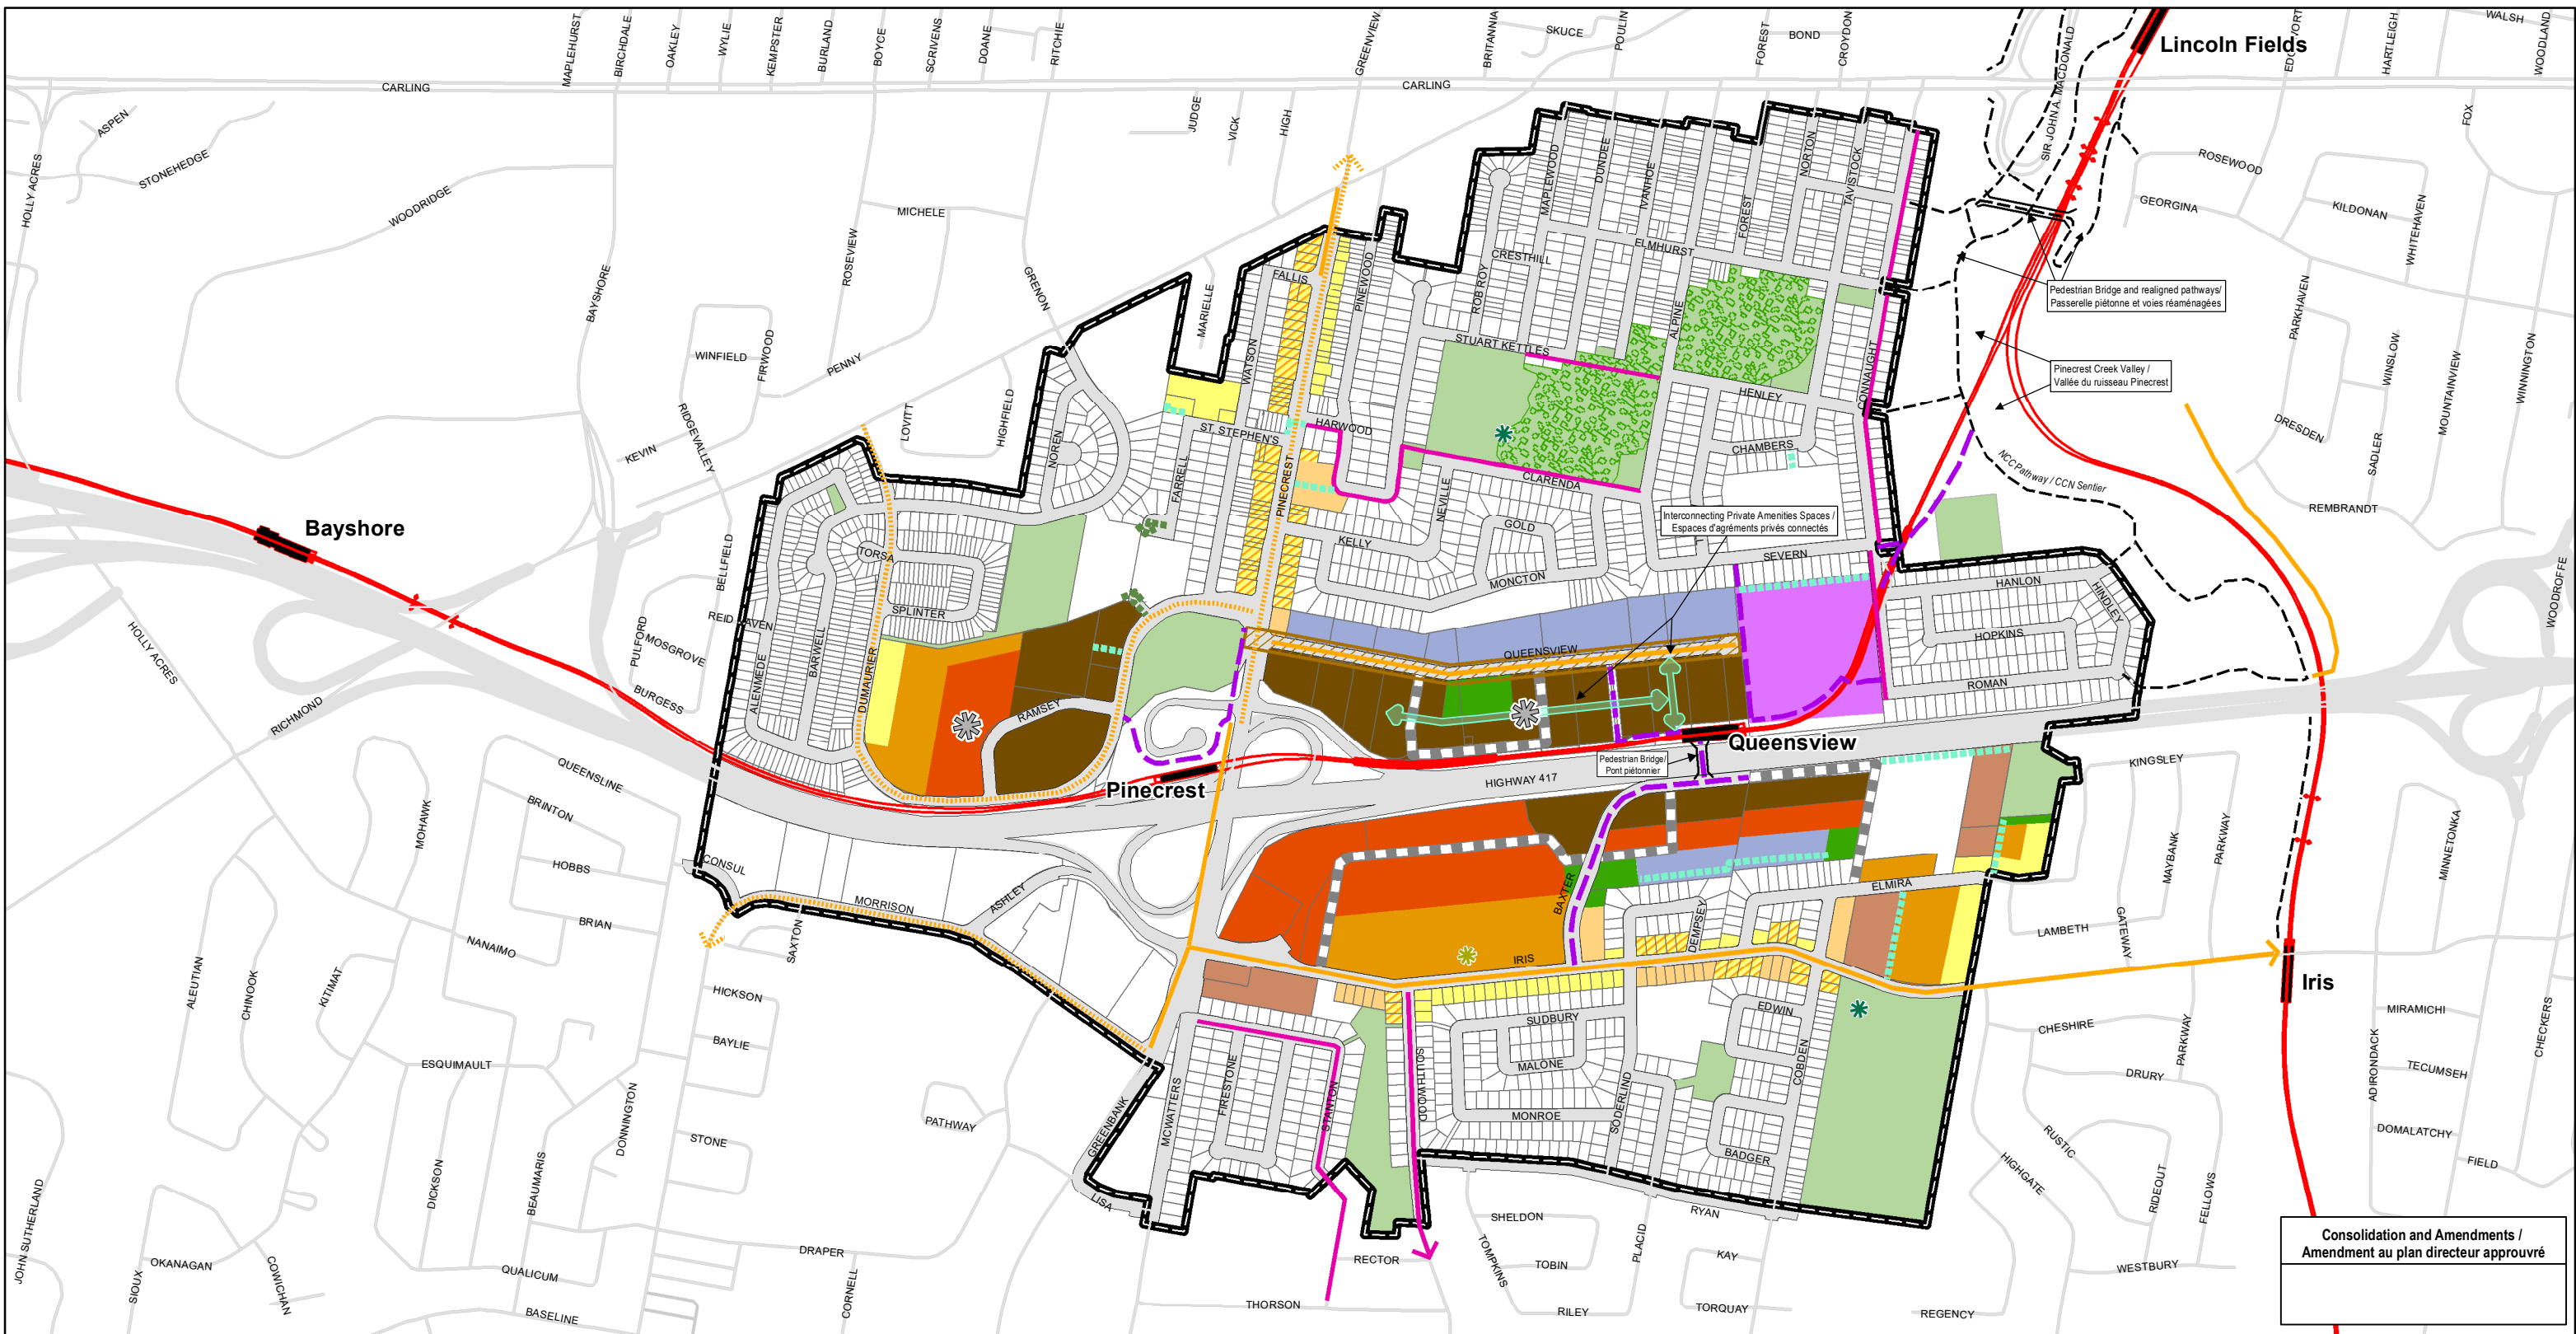 MAPLEHURST
BIRCHDALE
OAKLEY
WYLIE
KEMPSTER
BURLAND
BOYCE
SCRIVENS
DOANE
RITCHIE
GREENVIEW
BRITANNIA
SKUCE
POULIN
FOREST
BOND
CROYDON
SIR JOHN A. MACDONALD
Lincoln Fields
HARTLEIGH
WALSH
WOODLAND
CARLING
CARLING
HOLLY ACRES
ASPEN
STONEHEDGE
WOODRIDGE
BAYSHORE
MICHELE
ROSEVIEW
GRENON
JUDGE
VICK
HIGH
MARIELLE
FALLIS
PINEWOOD
WATSON
ROB ROY
CRESTHILL
MAPLEWOOD
DUNDEE
IVANHOE
ELMHURST
FOREST
NORTON
TAVISTOCK
ALPINE
STUART KETTLES
HENLEY
CONNAUGHT
CHAMBERS
ROSEWOOD
GEORGINA
KILDONAN
WHITEHAVEN
FOX
PARKHAVEN
WINSLOW
MOUNTAINVIEW
WINNINGTON
DRESDEN
SADLER
REMBRANDT
WOODROFFE
Pedestrian Bridge and realigned pathways/
Passerelle piétonne et voies réaménagées
Pinecrest Creek Valley /
Vallée du ruisseau Pinecrest
NCC Pathway / CCN Sentier
WINFIELD
FIRWOOD
PENNY
KEVIN
RIDGEVALLEY
LOVITT
HIGHFIELD
NOREN
FARRELL
ST. STEPHEN'S
HARWOOD
PINECREST
CLARENDA
NEVILLE
GOLD
KELLY
MONCTON
SEVERN
Interconnecting Private Amenities Spaces /
Espaces d'agréments privés connectés
Bayshore
BELLFIELD
TORSA
SPLINTER
REID
HAVEN
PULFORD
MOSGROVE
BURGESS
ALENMEDE
BARWELL
DUMAURIER
RAMSEY
HOLLY ACRES
RICHMOND
QUEENSVIEW
Queensview
HANLON
HINDLEY
HOPKINS
ROMAN
Pedestrian Bridge/
Pont piétonnier
HIGHWAY 417
Pinecrest
QUEENSLINE
BRINTON
MOHAWK
HOBBS
BRIAN
NANAIMO
CONSUL
MORRISON
ASHLEY
SAXTON
BAXTER
DEMPSEY
ELMIRA
IRIS
KINGSLEY
MAYBANK
PARKWAY
LAMBETH
GATEWAY
MINNETONKA
Iris
ALEUTIAN
CHINOOK
KITIMAT
HICKSON
BAYLIE
ESQUIMAULT
DONNINGTON
STONE
PATHWAY
DICKSON
BEAUMARIS
GREENBANK
LISA
MCWATTERS
FIRESTONE
STANTON
SOUTHWOOD
SUDBURY
MALONE
MONROE
SODERLIND
EDWIN
COBDEN
BADGER
CHESHIRE
PARKWAY
DRURY
MIRAMICHI
TECUMSEH
ADIRONDACK
CHECKERS
DOMALATCHY
FIELD
RUSTIC
HIGHGATE
RIDEOUT
FELLOWS
WESTBURY
REGENCY
JOHN SUTHERLAND
SIOUX
OKANAGAN
COWICHAN
QUALICUM
BASELINE
DRAPER
CORNELL
THORSON
RECTOR
SHELDON
TOMPKINS
TOBIN
RILEY
PLACID
RYAN
KAY
TORQUAY
Consolidation and Amendments /
Amendment au plan directeur approuvré